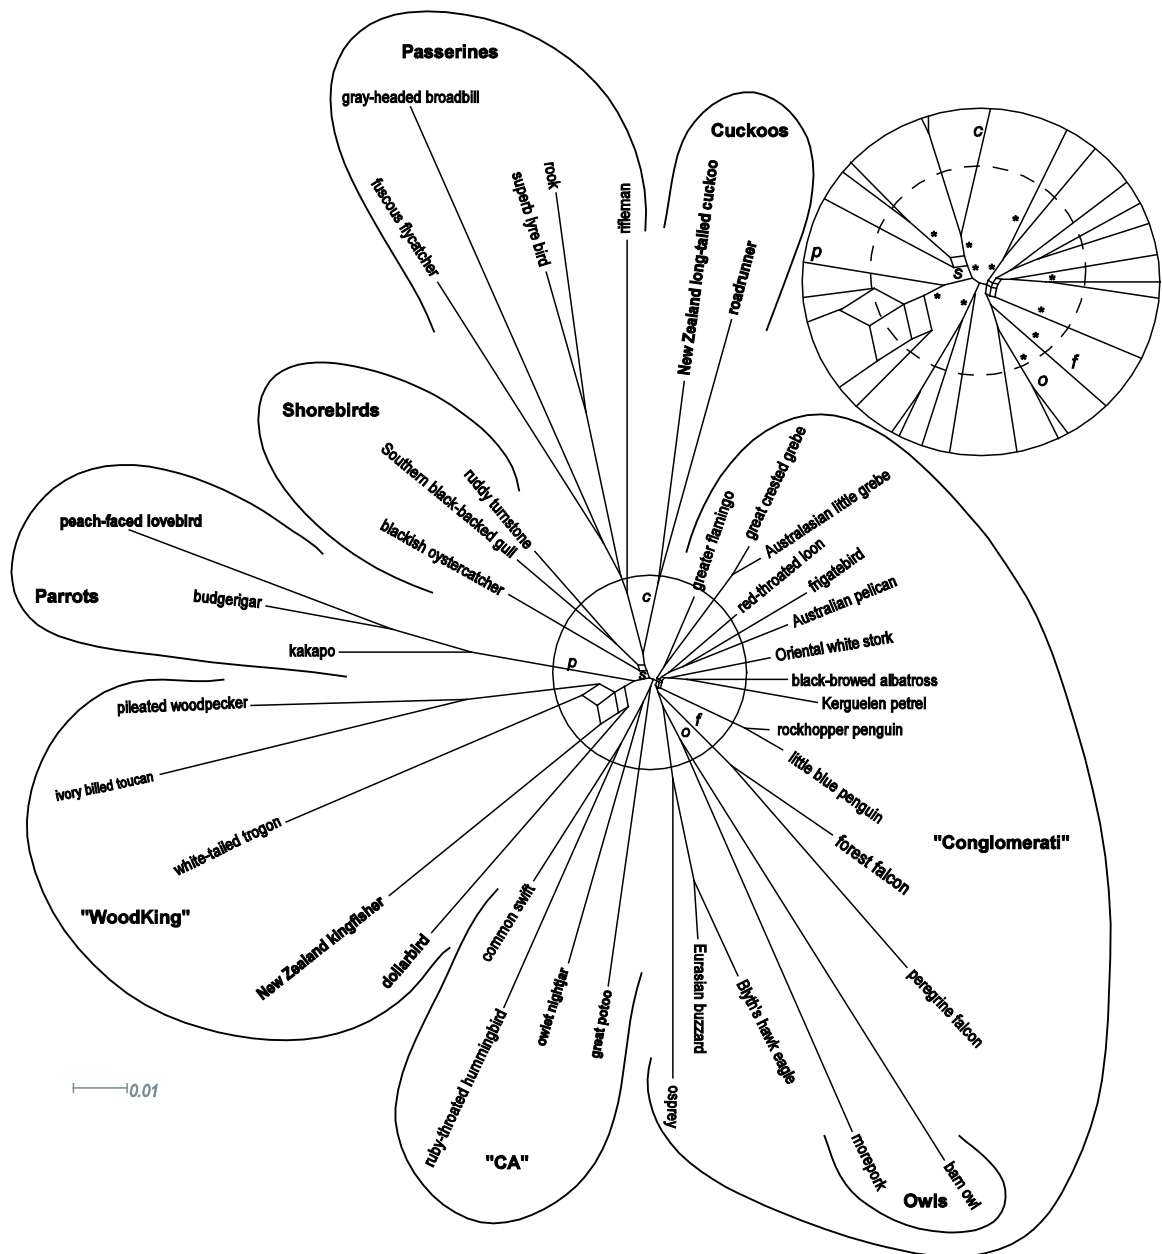 Passerines
gray-headed broadbill
fuscous flycatcher
superb lyre bird
rook
rifleman
Cuckoos
New Zealand long-tailed cuckoo
roadrunner
c
*
*
*
*
*
p
s
*
*
*
*
*
*
f
o
Shorebirds
ruddy turnstone
Southern black-backed gull
blackish oystercatcher
Parrots
peach-faced lovebird
budgerigar
kakapo
greater flamingo
great crested grebe
Australasian little grebe
red-throated loon
frigatebird
Australian pelican
Oriental white stork
black-browed albatross
Kerguelen petrel
rockhopper penguin
little blue penguin
forest falcon
peregrine falcon
"Conglomerati"
c
p
s
f
o
pileated woodpecker
ivory billed toucan
white-tailed trogon
"WoodKing"
New Zealand kingfisher
dollarbird
common swift
ruby-throated hummingbird
owlet nightjar
great potoo
"CA"
osprey
Eurasian buzzard
Blyth's hawk eagle
morepork
barn owl
Owls
0.01